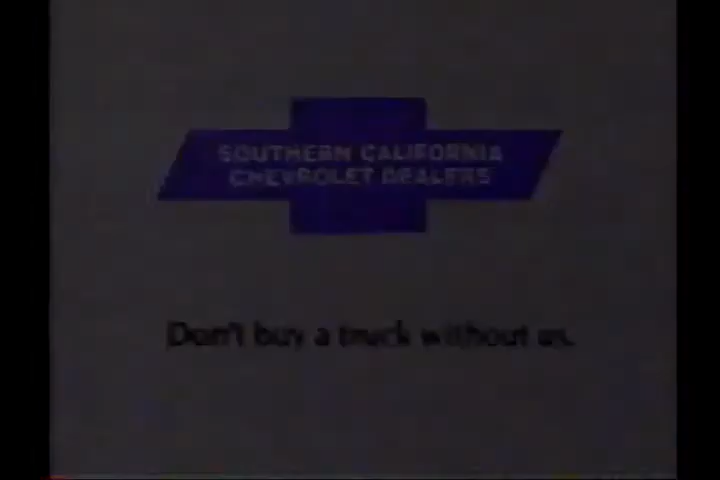 SOUTHERN CALIFORNIA
CHEVROLET DEALERS
Don't buy a truck without us.